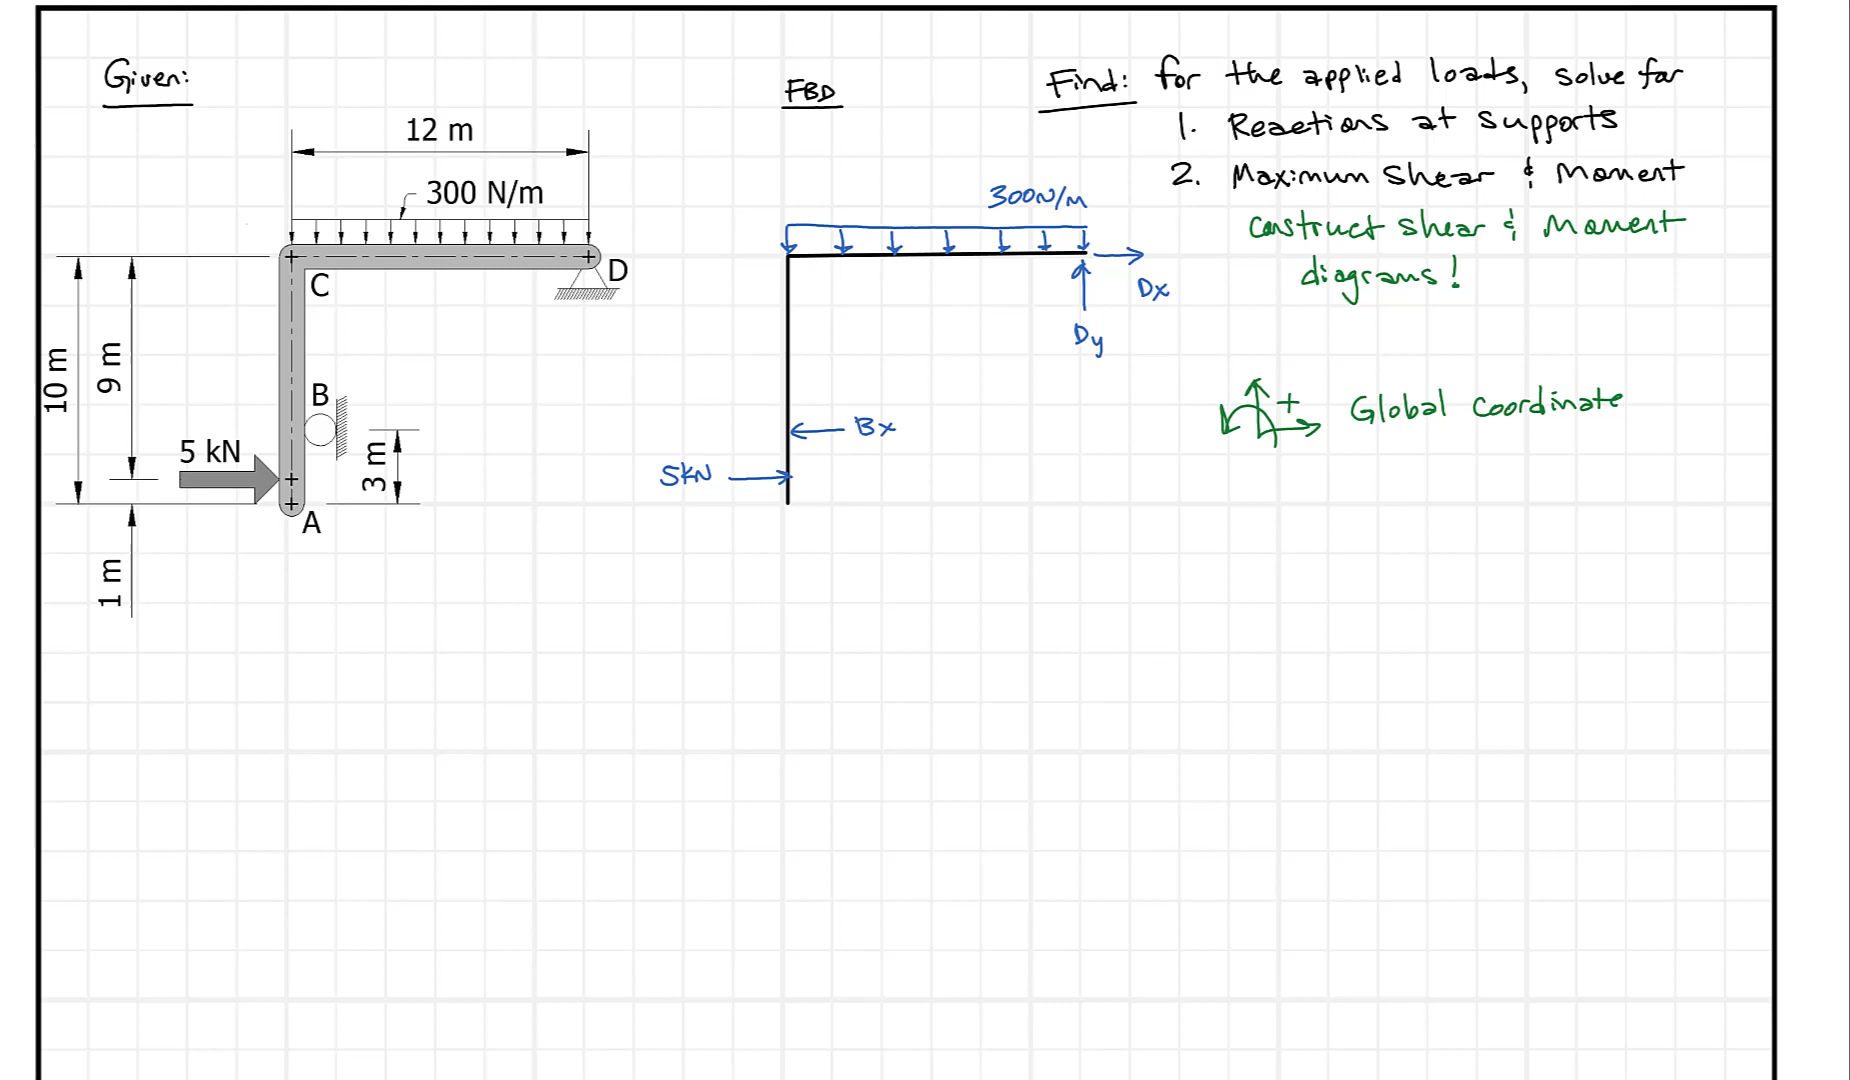 Given:
12 m
300 N/m
C
D
10 m
9 m
B
5 kN
3 m
A
1 m
FBD
300N/m
Dx
Dy
Bx
5kN
Find: for the applied loads, solve for
1. Reactions at supports
2. Maximum shear & Moment
construct shear & Moment
diagrams!
+ Global Coordinate